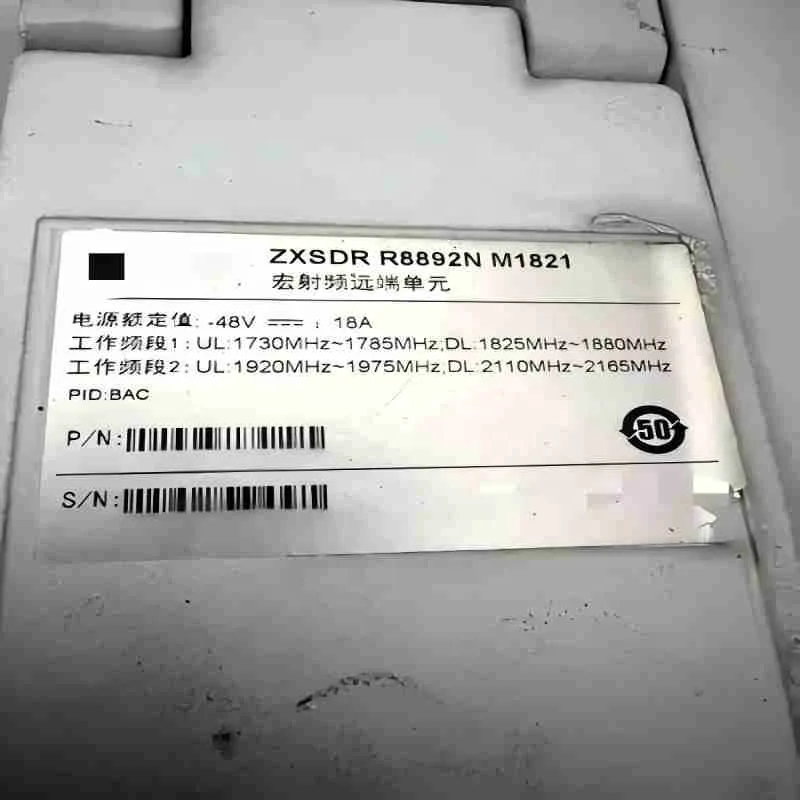 ZXSDR R8892N M1821
宏射频远端单元
电源额定值: -48V ⎓ ; 18A
工作频段1: UL:1730MHz~1785MHz;DL:1825MHz~1880MHz
工作频段2: UL:1920MHz~1975MHz,DL:2110MHz~2165MHz
PID:BAC
P/N:
50
S/N: